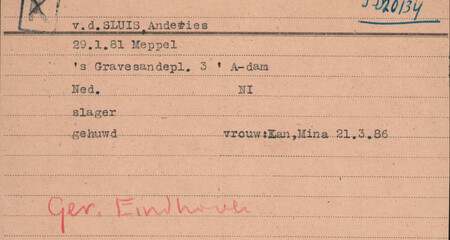 v.d.SLUIS,Anderies
29.1.81 Meppel
's Gravesandepl. 3 ' A-dam
Ned. NI
slager
gehuwd vrouw:Kan,Mina 21.3.86
Ger. Eindhoven